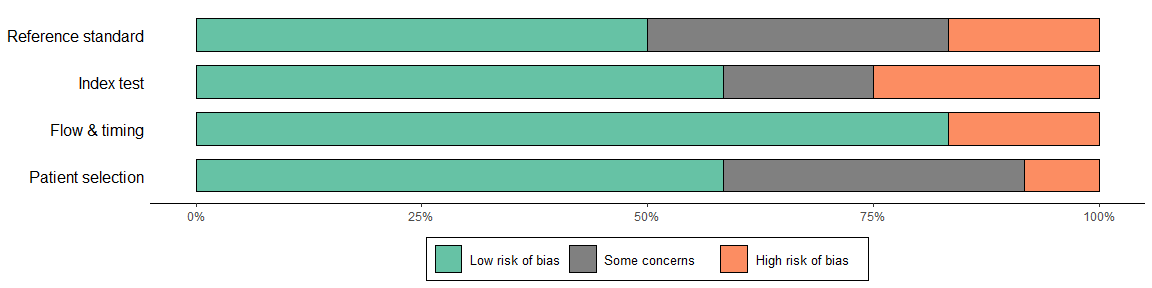 Reference standard
Index test
Flow & timing
Patient selection
0% 25% 50% 75% 100%
Low risk of bias Some concerns High risk of bias